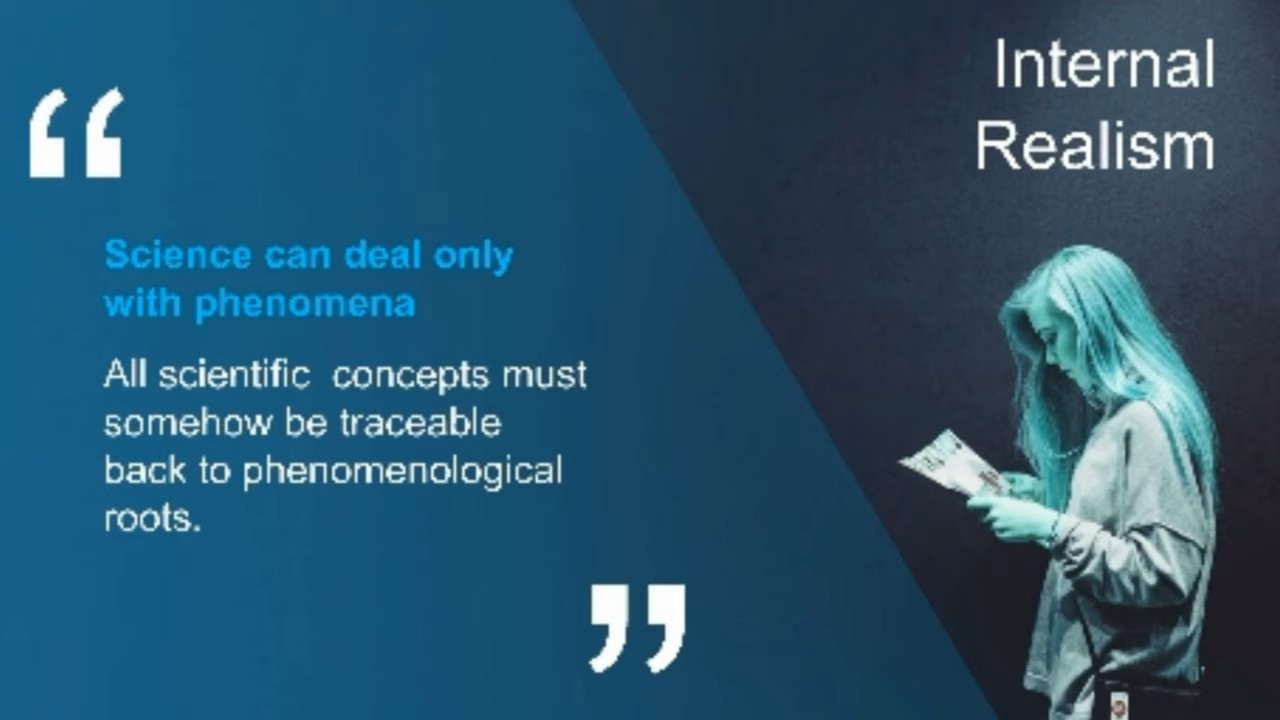 Internal
Realism
“
Science can deal only
with phenomena
All scientific concepts must
somehow be traceable
back to phenomenological
roots.
”